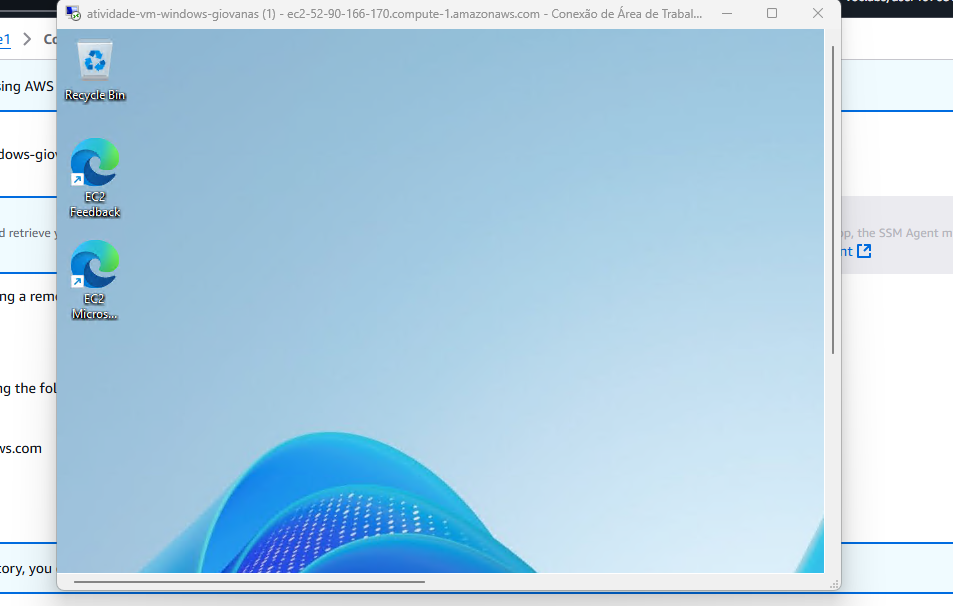 atividade-vm-windows-giovanas (1) - ec2-52-90-166-170.compute-1.amazonaws.com - Conexão de Área de Trabal...
e1 > Co
sing AWS
dows-giov
d retrieve y
op, the SSM Agent m
nt
ng a remo
ng the fol
ws.com
tory, you
Recycle Bin
EC2
Feedback
EC2
Micros...